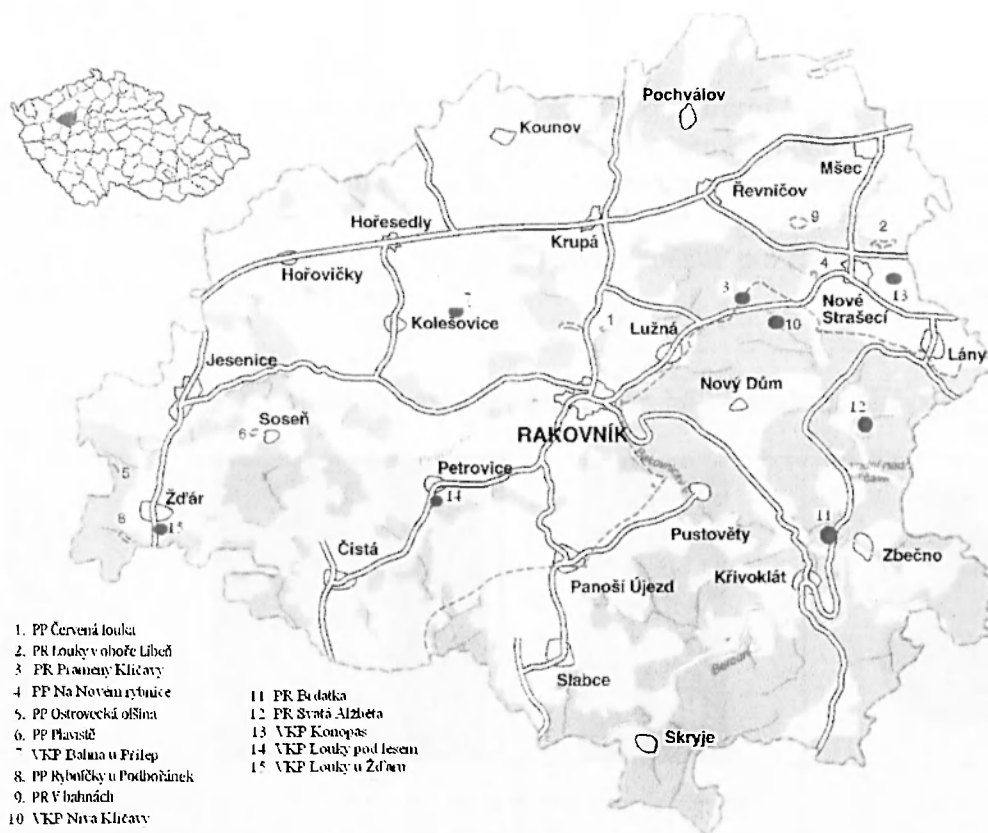 Pochválov
Kounov
Mšec
Řevničov
9
2
Hořesedly
Krupá
Hořovičky
4
13
3
Nové
Strašecí
7
Kolešovice
1
Lužná
10
Lány
Jesenice
Nový Dům
12
Soseň
6
RAKOVNÍK
5
Petrovice
14
Žďár
8
15
11
Pustověty
Zbečno
Čistá
Panoší Újezd
Křivoklát
Slabce
Skryje
1. PP Červená louka
2. PR Louky v oboře Libeň
3 PR Prameny Klíčavy
4 PP Na Novém rybníce
5. PP Ostrovecká olšina
6. PP Plaviště
7 VKP Bahna u Přílep
8. PP Rybníčky u Podbořánek
9. PR V bahnách
10 VKP Niva Klíčavy
11 PR Brdatka
12 PR Svatá Alžběta
13 VKP Konopas
14 VKP Louky pod lesem
15 VKP Louky u Žďáru